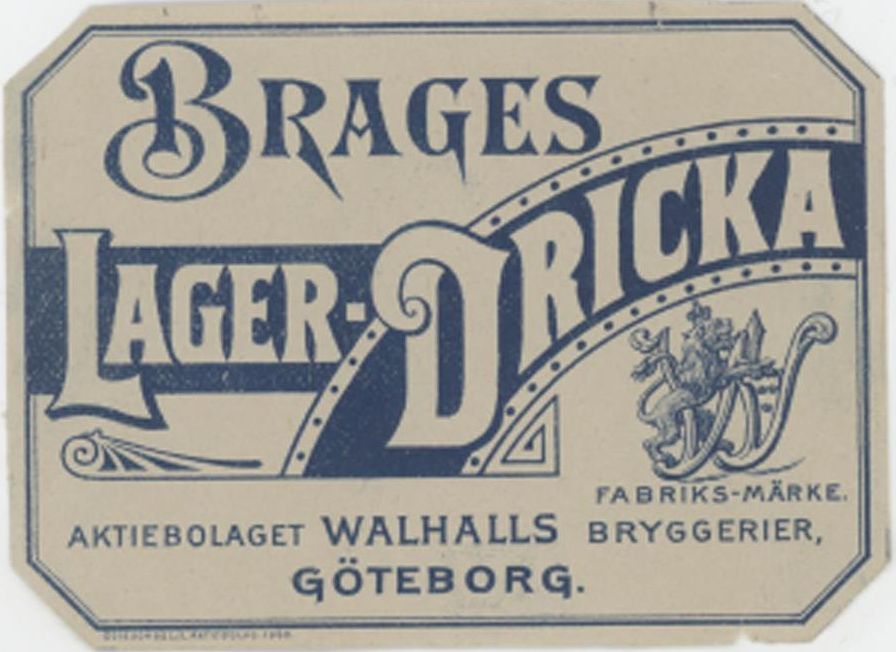 BRAGES
LAGER-DRICKA
FABRIKS-MÄRKE.
AKTIEBOLAGET WALHALLS BRYGGERIER,
GÖTEBORG.